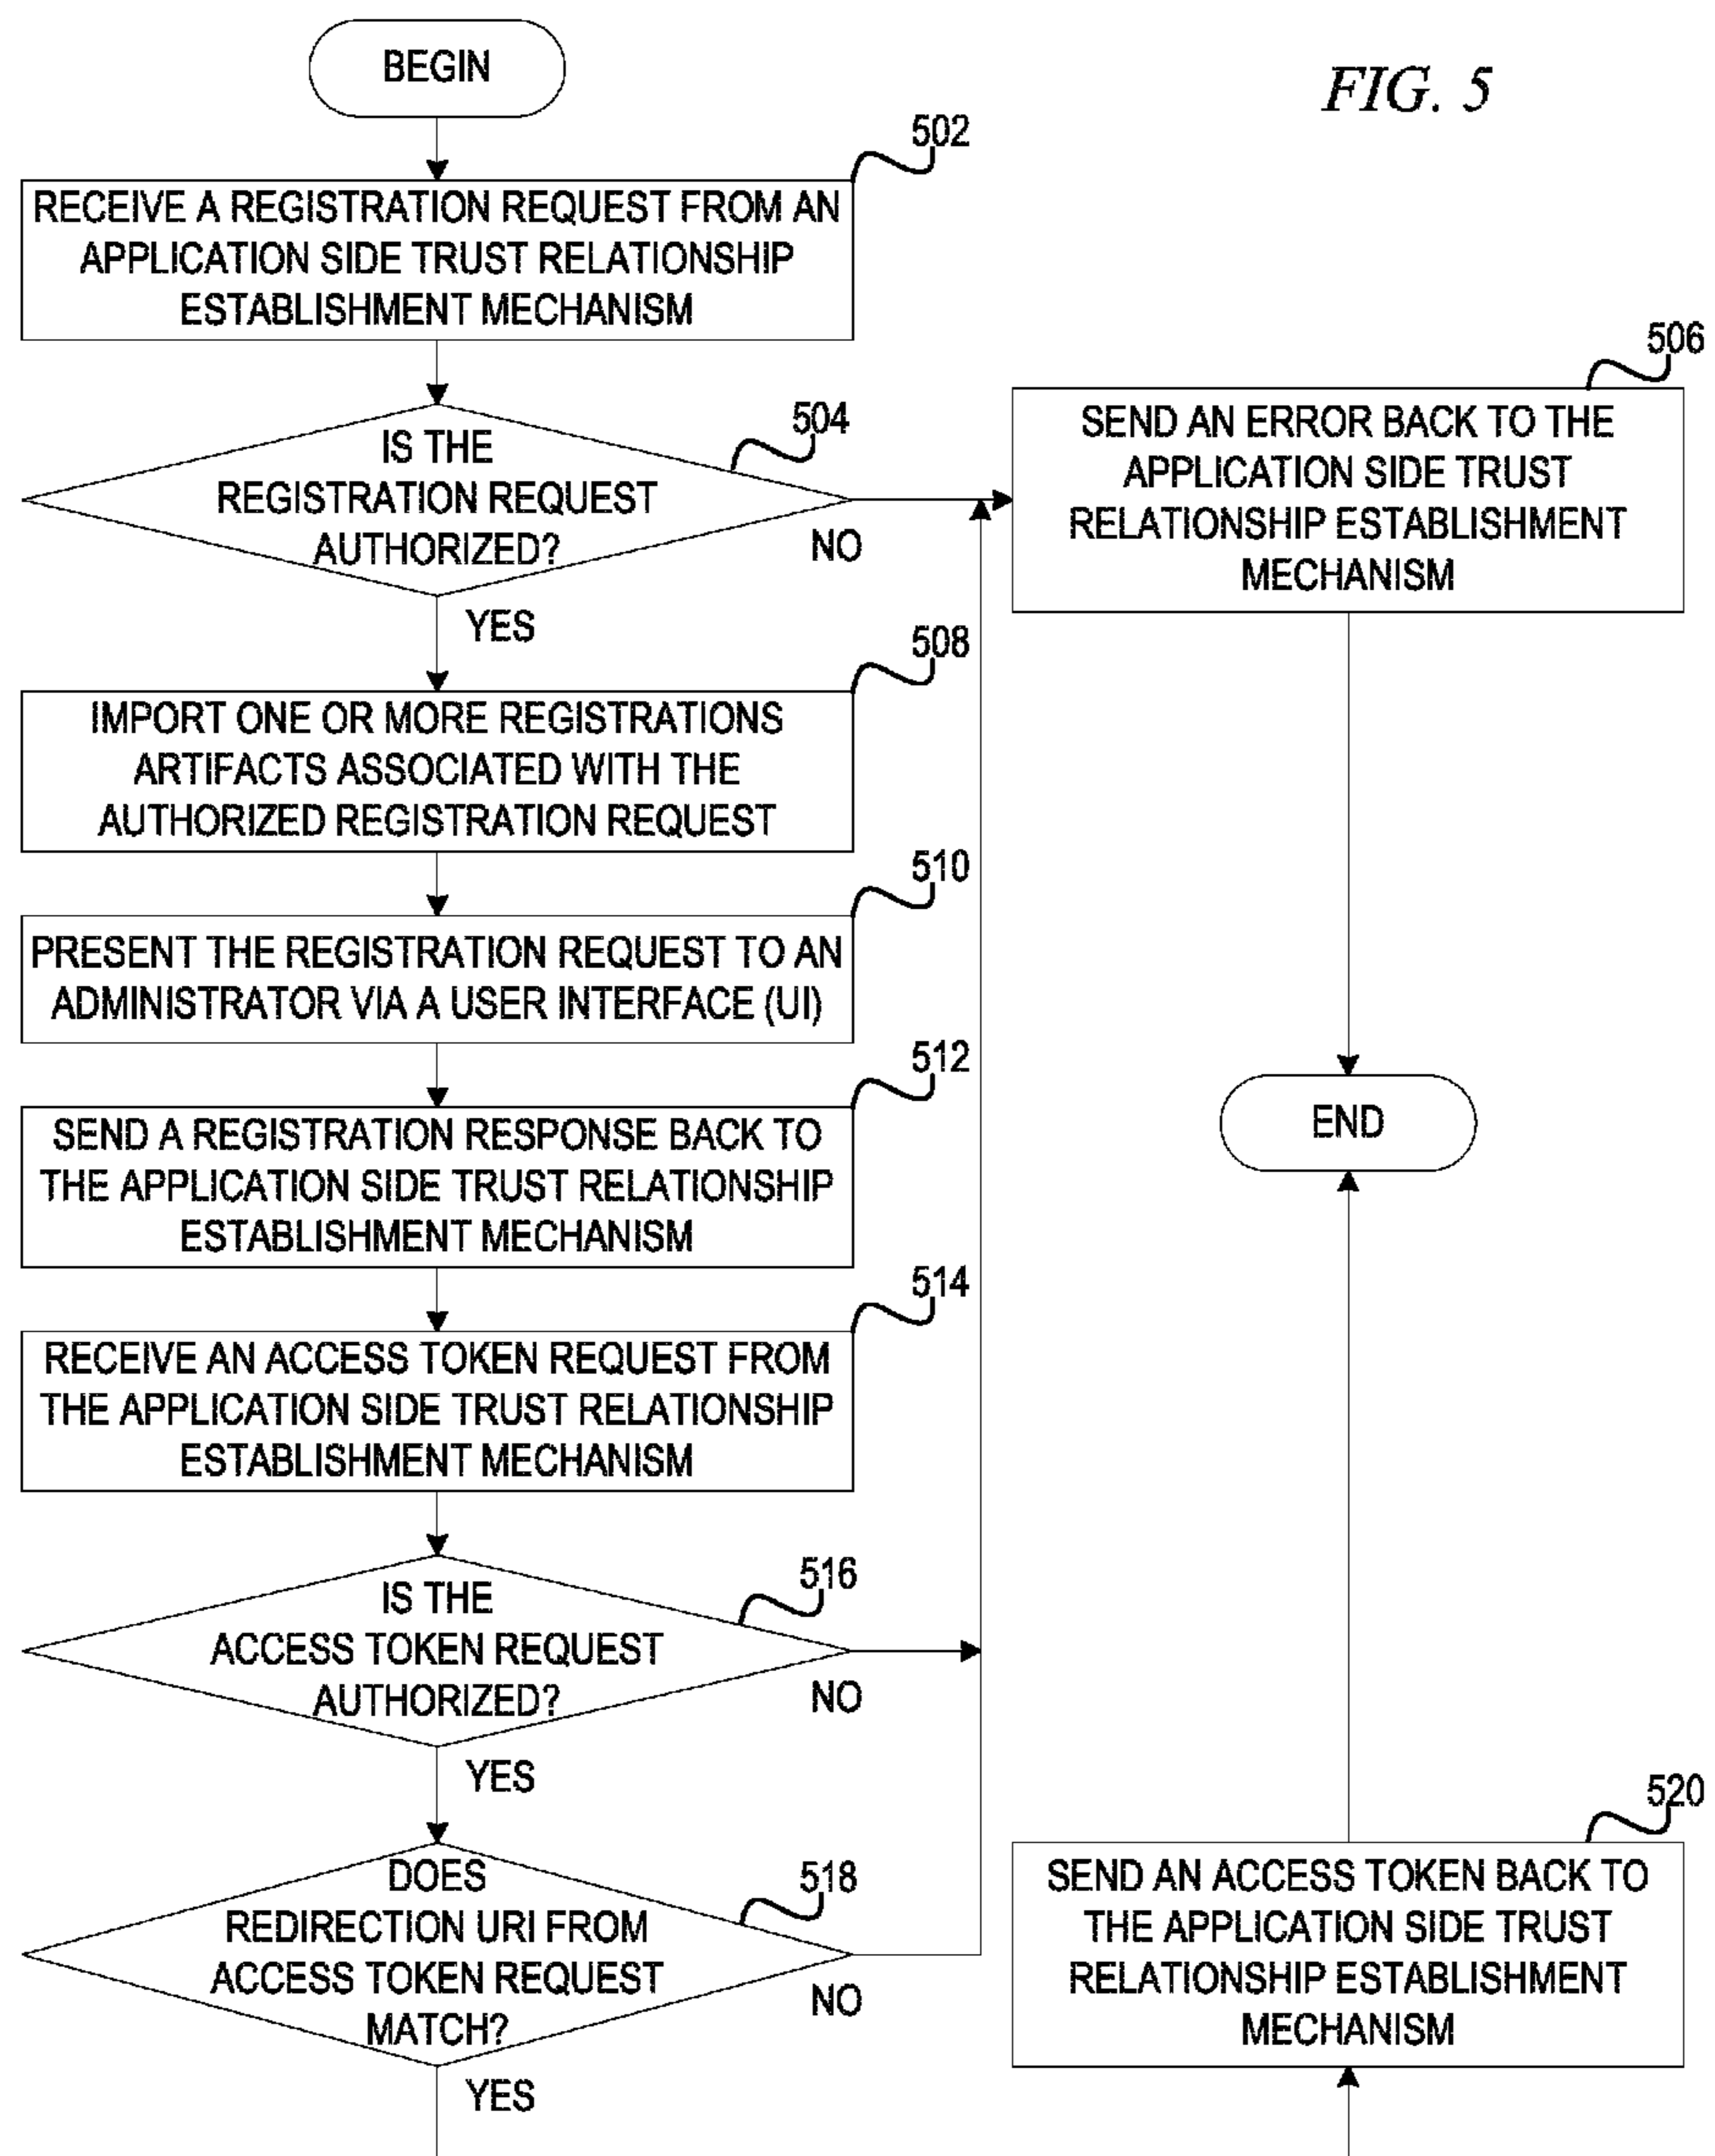 BEGIN
FIG. 5
502
RECEIVE A REGISTRATION REQUEST FROM AN
APPLICATION SIDE TRUST RELATIONSHIP
ESTABLISHMENT MECHANISM
504
IS THE
REGISTRATION REQUEST
AUTHORIZED?
NO
YES
506
SEND AN ERROR BACK TO THE
APPLICATION SIDE TRUST
RELATIONSHIP ESTABLISHMENT
MECHANISM
508
IMPORT ONE OR MORE REGISTRATIONS
ARTIFACTS ASSOCIATED WITH THE
AUTHORIZED REGISTRATION REQUEST
510
PRESENT THE REGISTRATION REQUEST TO AN
ADMINISTRATOR VIA A USER INTERFACE (UI)
512
SEND A REGISTRATION RESPONSE BACK TO
THE APPLICATION SIDE TRUST RELATIONSHIP
ESTABLISHMENT MECHANISM
END
514
RECEIVE AN ACCESS TOKEN REQUEST FROM
THE APPLICATION SIDE TRUST RELATIONSHIP
ESTABLISHMENT MECHANISM
516
IS THE
ACCESS TOKEN REQUEST
AUTHORIZED?
NO
YES
518
DOES
REDIRECTION URI FROM
ACCESS TOKEN REQUEST
MATCH?
NO
YES
520
SEND AN ACCESS TOKEN BACK TO
THE APPLICATION SIDE TRUST
RELATIONSHIP ESTABLISHMENT
MECHANISM